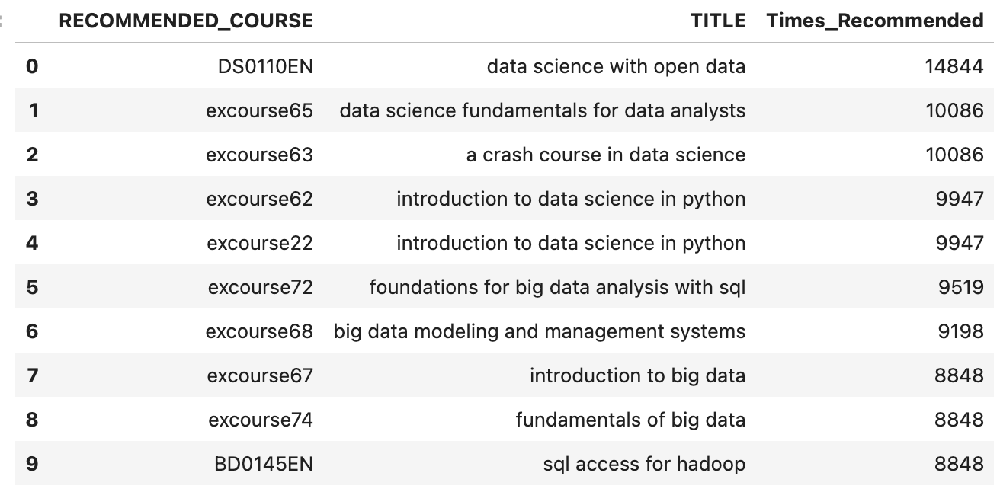 RECOMMENDED_COURSE TITLE Times_Recommended
0 DS0110EN data science with open data 14844
1 excourse65 data science fundamentals for data analysts 10086
2 excourse63 a crash course in data science 10086
3 excourse62 introduction to data science in python 9947
4 excourse22 introduction to data science in python 9947
5 excourse72 foundations for big data analysis with sql 9519
6 excourse68 big data modeling and management systems 9198
7 excourse67 introduction to big data 8848
8 excourse74 fundamentals of big data 8848
9 BD0145EN sql access for hadoop 8848